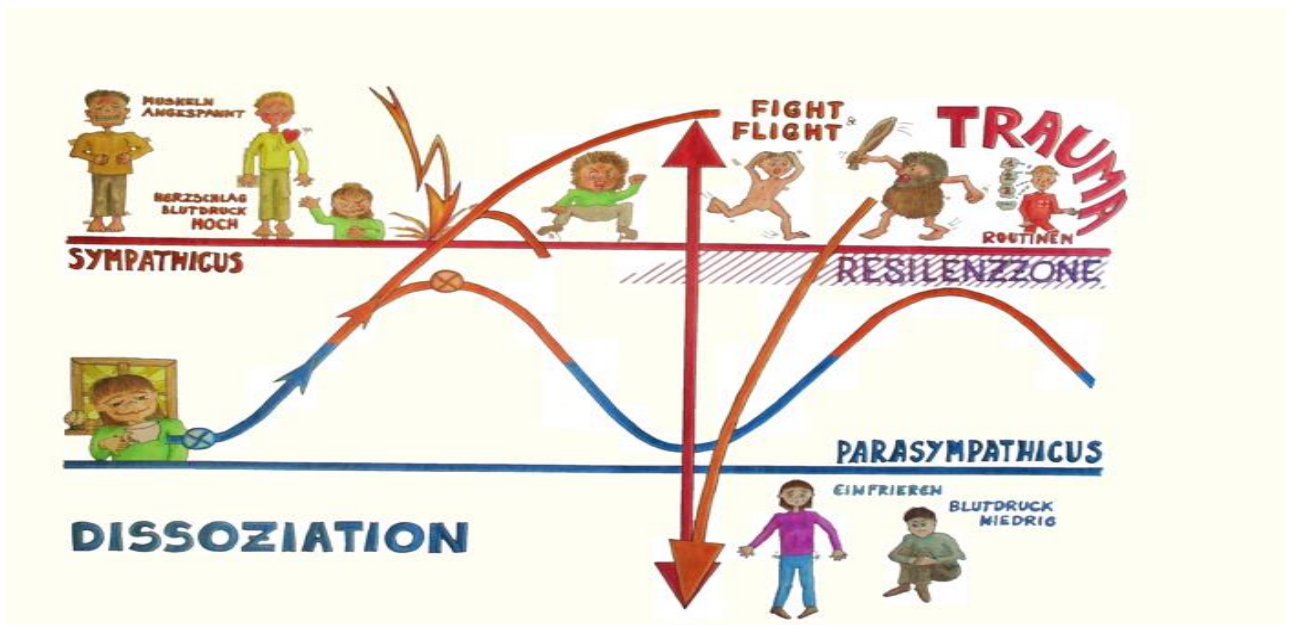 MUSKELN
ANGESPANNT
HERZSCHLAG
BLUTDRUCK
HOCH
SYMPATHICUS
FIGHT &
FLIGHT
TRAUMA
ROUTINEN
RESILENZZONE
PARASYMPATHICUS
EINFRIEREN
BLUTDRUCK
NIEDRIG
DISSOZIATION